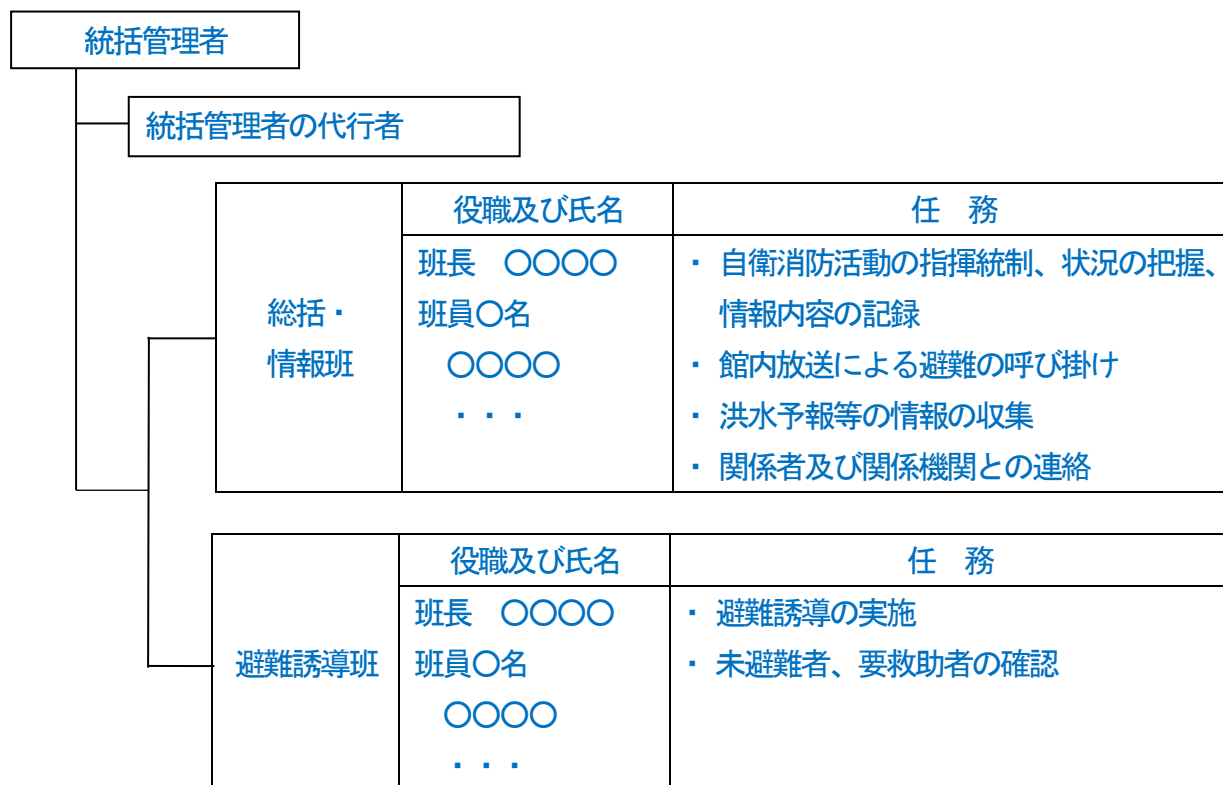 統括管理者
統括管理者の代行者
役職及び氏名
任　務
総括・
情報班
班長　〇〇〇〇
班員〇名
〇〇〇〇
・・・
・ 自衛消防活動の指揮統制、状況の把握、
情報内容の記録
・ 館内放送による避難の呼び掛け
・ 洪水予報等の情報の収集
・ 関係者及び関係機関との連絡
役職及び氏名
任　務
避難誘導班
班長　〇〇〇〇
班員〇名
〇〇〇〇
・・・
・ 避難誘導の実施
・ 未避難者、要救助者の確認